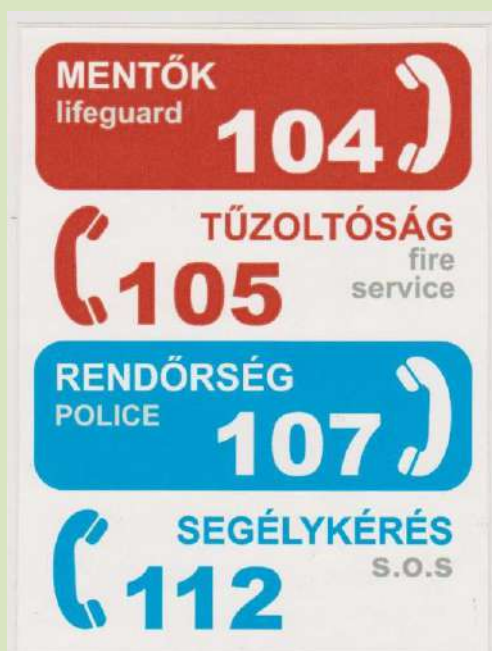 MENTŐK
lifeguard
104
TŰZOLTÓSÁG
fire
service
105
RENDŐRSÉG
POLICE
107
SEGÉLYKÉRÉS
s.o.s
112